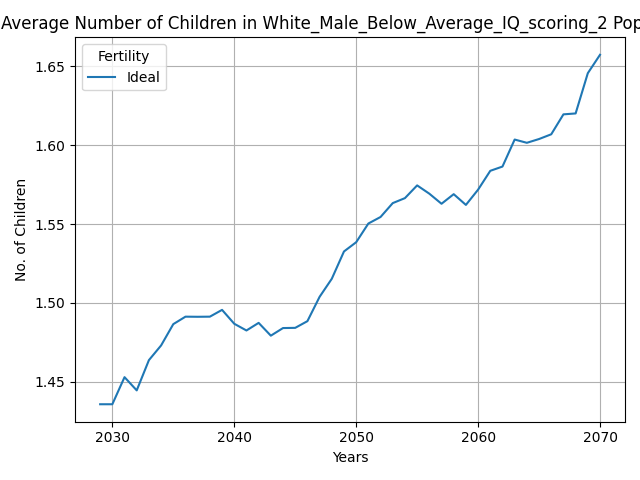 Average Number of Children in White_Male_Below_Average_IQ_scoring_2 Pop
Fertility
Ideal
1.65
1.60
1.55
1.50
1.45
No. of Children
2030 2040 2050 2060 2070
Years